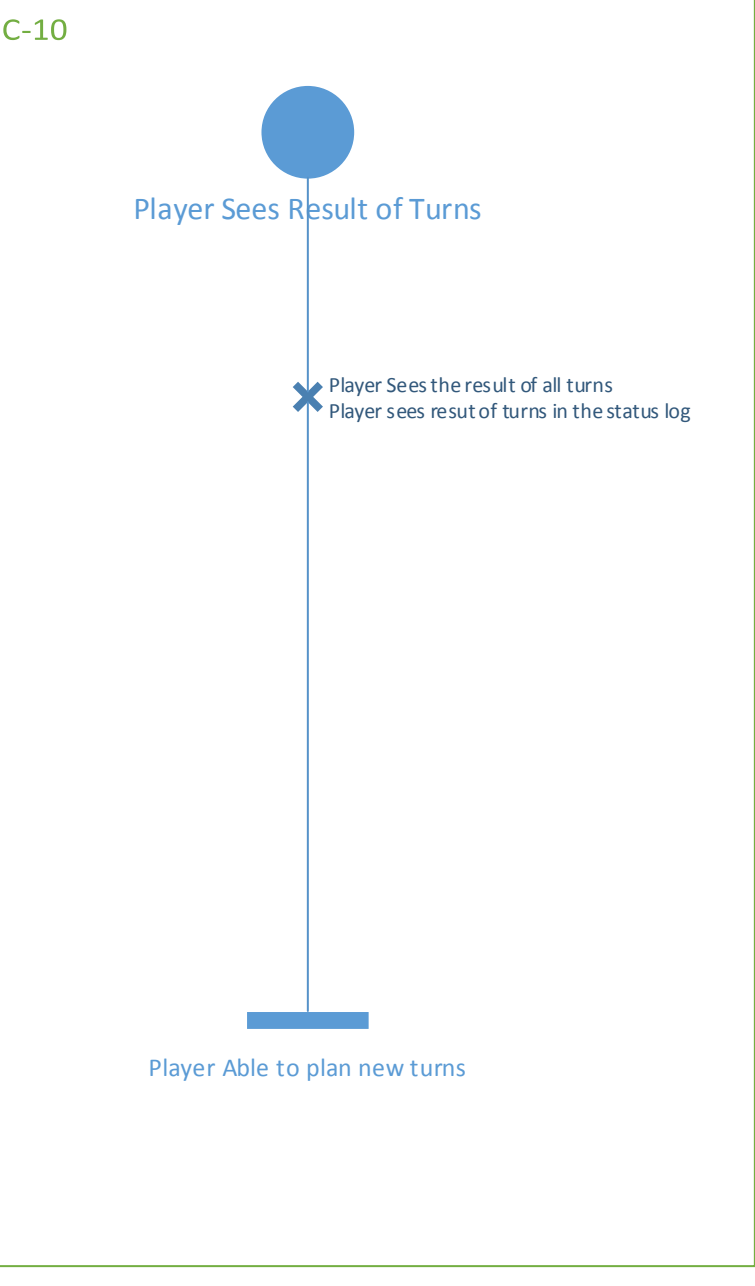 C-10
Player Sees Result of Turns
Player Sees the result of all turns
Player sees resut of turns in the status log
Player Able to plan new turns